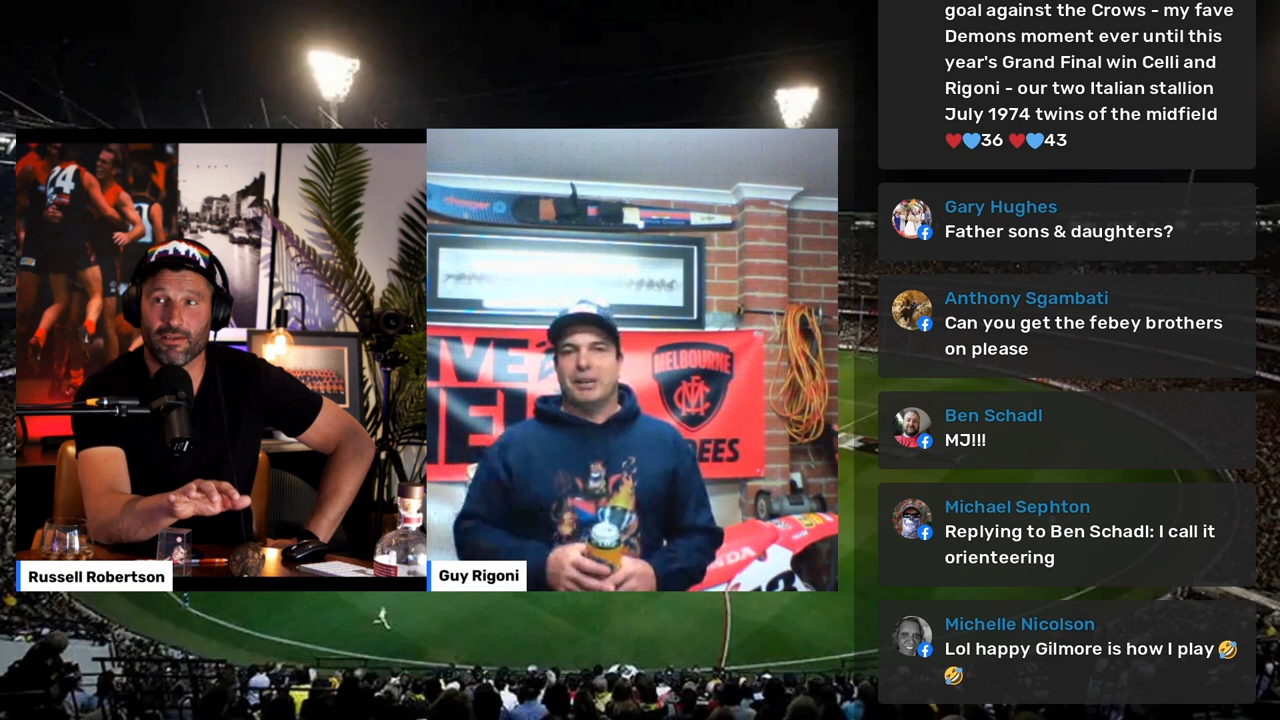 goal against the Crows - my fave
Demons moment ever until this
year's Grand Final win Celli and
Rigoni - our two Italian stallion
July 1974 twins of the midfield
❤️💙36 ❤️💙43
Gary Hughes
Father sons & daughters?
Anthony Sgambati
Can you get the febey brothers
on please
Ben Schadl
MJ!!!
Michael Sephton
Replying to Ben Schadl: I call it
orienteering
Michelle Nicolson
Lol happy Gilmore is how I play 🤣
🤣
24
MELBOURNE
MFC
HONDA
Russell Robertson
Guy Rigoni